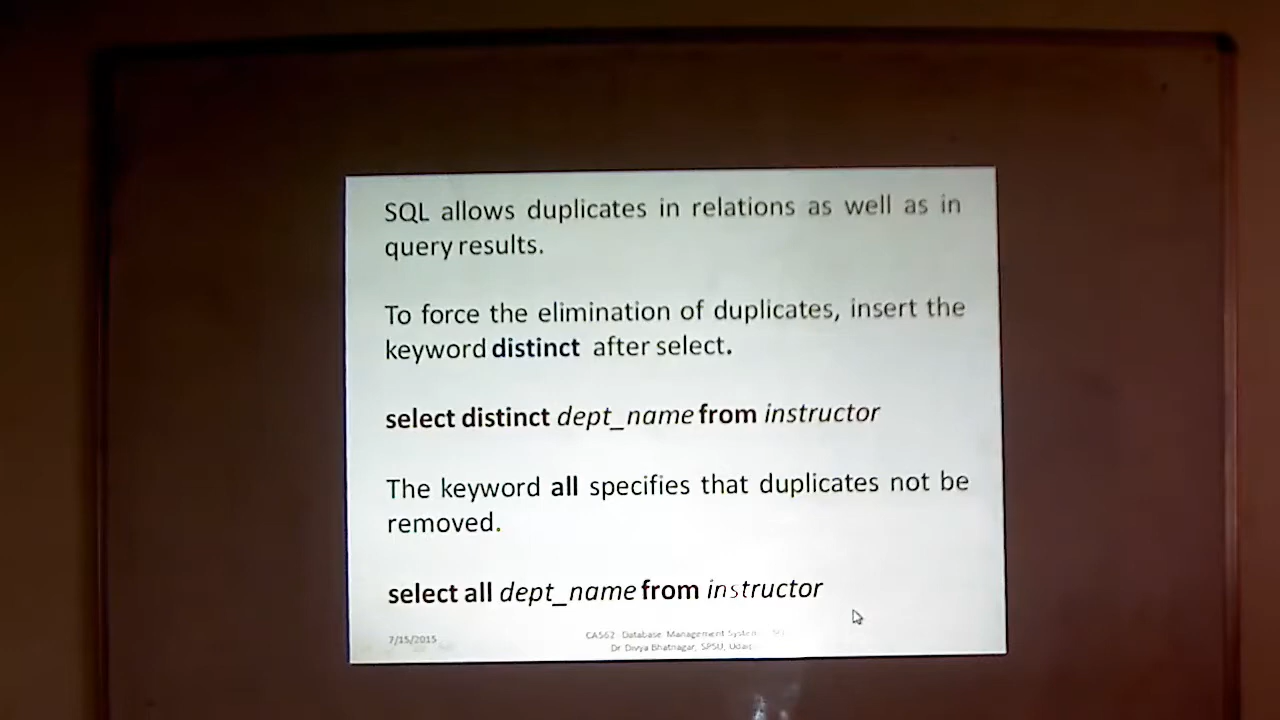 SQL allows duplicates in relations as well as in
query results.
To force the elimination of duplicates, insert the
keyword distinct after select.
select distinct dept_name from instructor
The keyword all specifies that duplicates not be
removed.
select all dept_name from instructor
7/15/2015
CA562 Database Management System
Dr Divya Bhatnagar, SPSU,